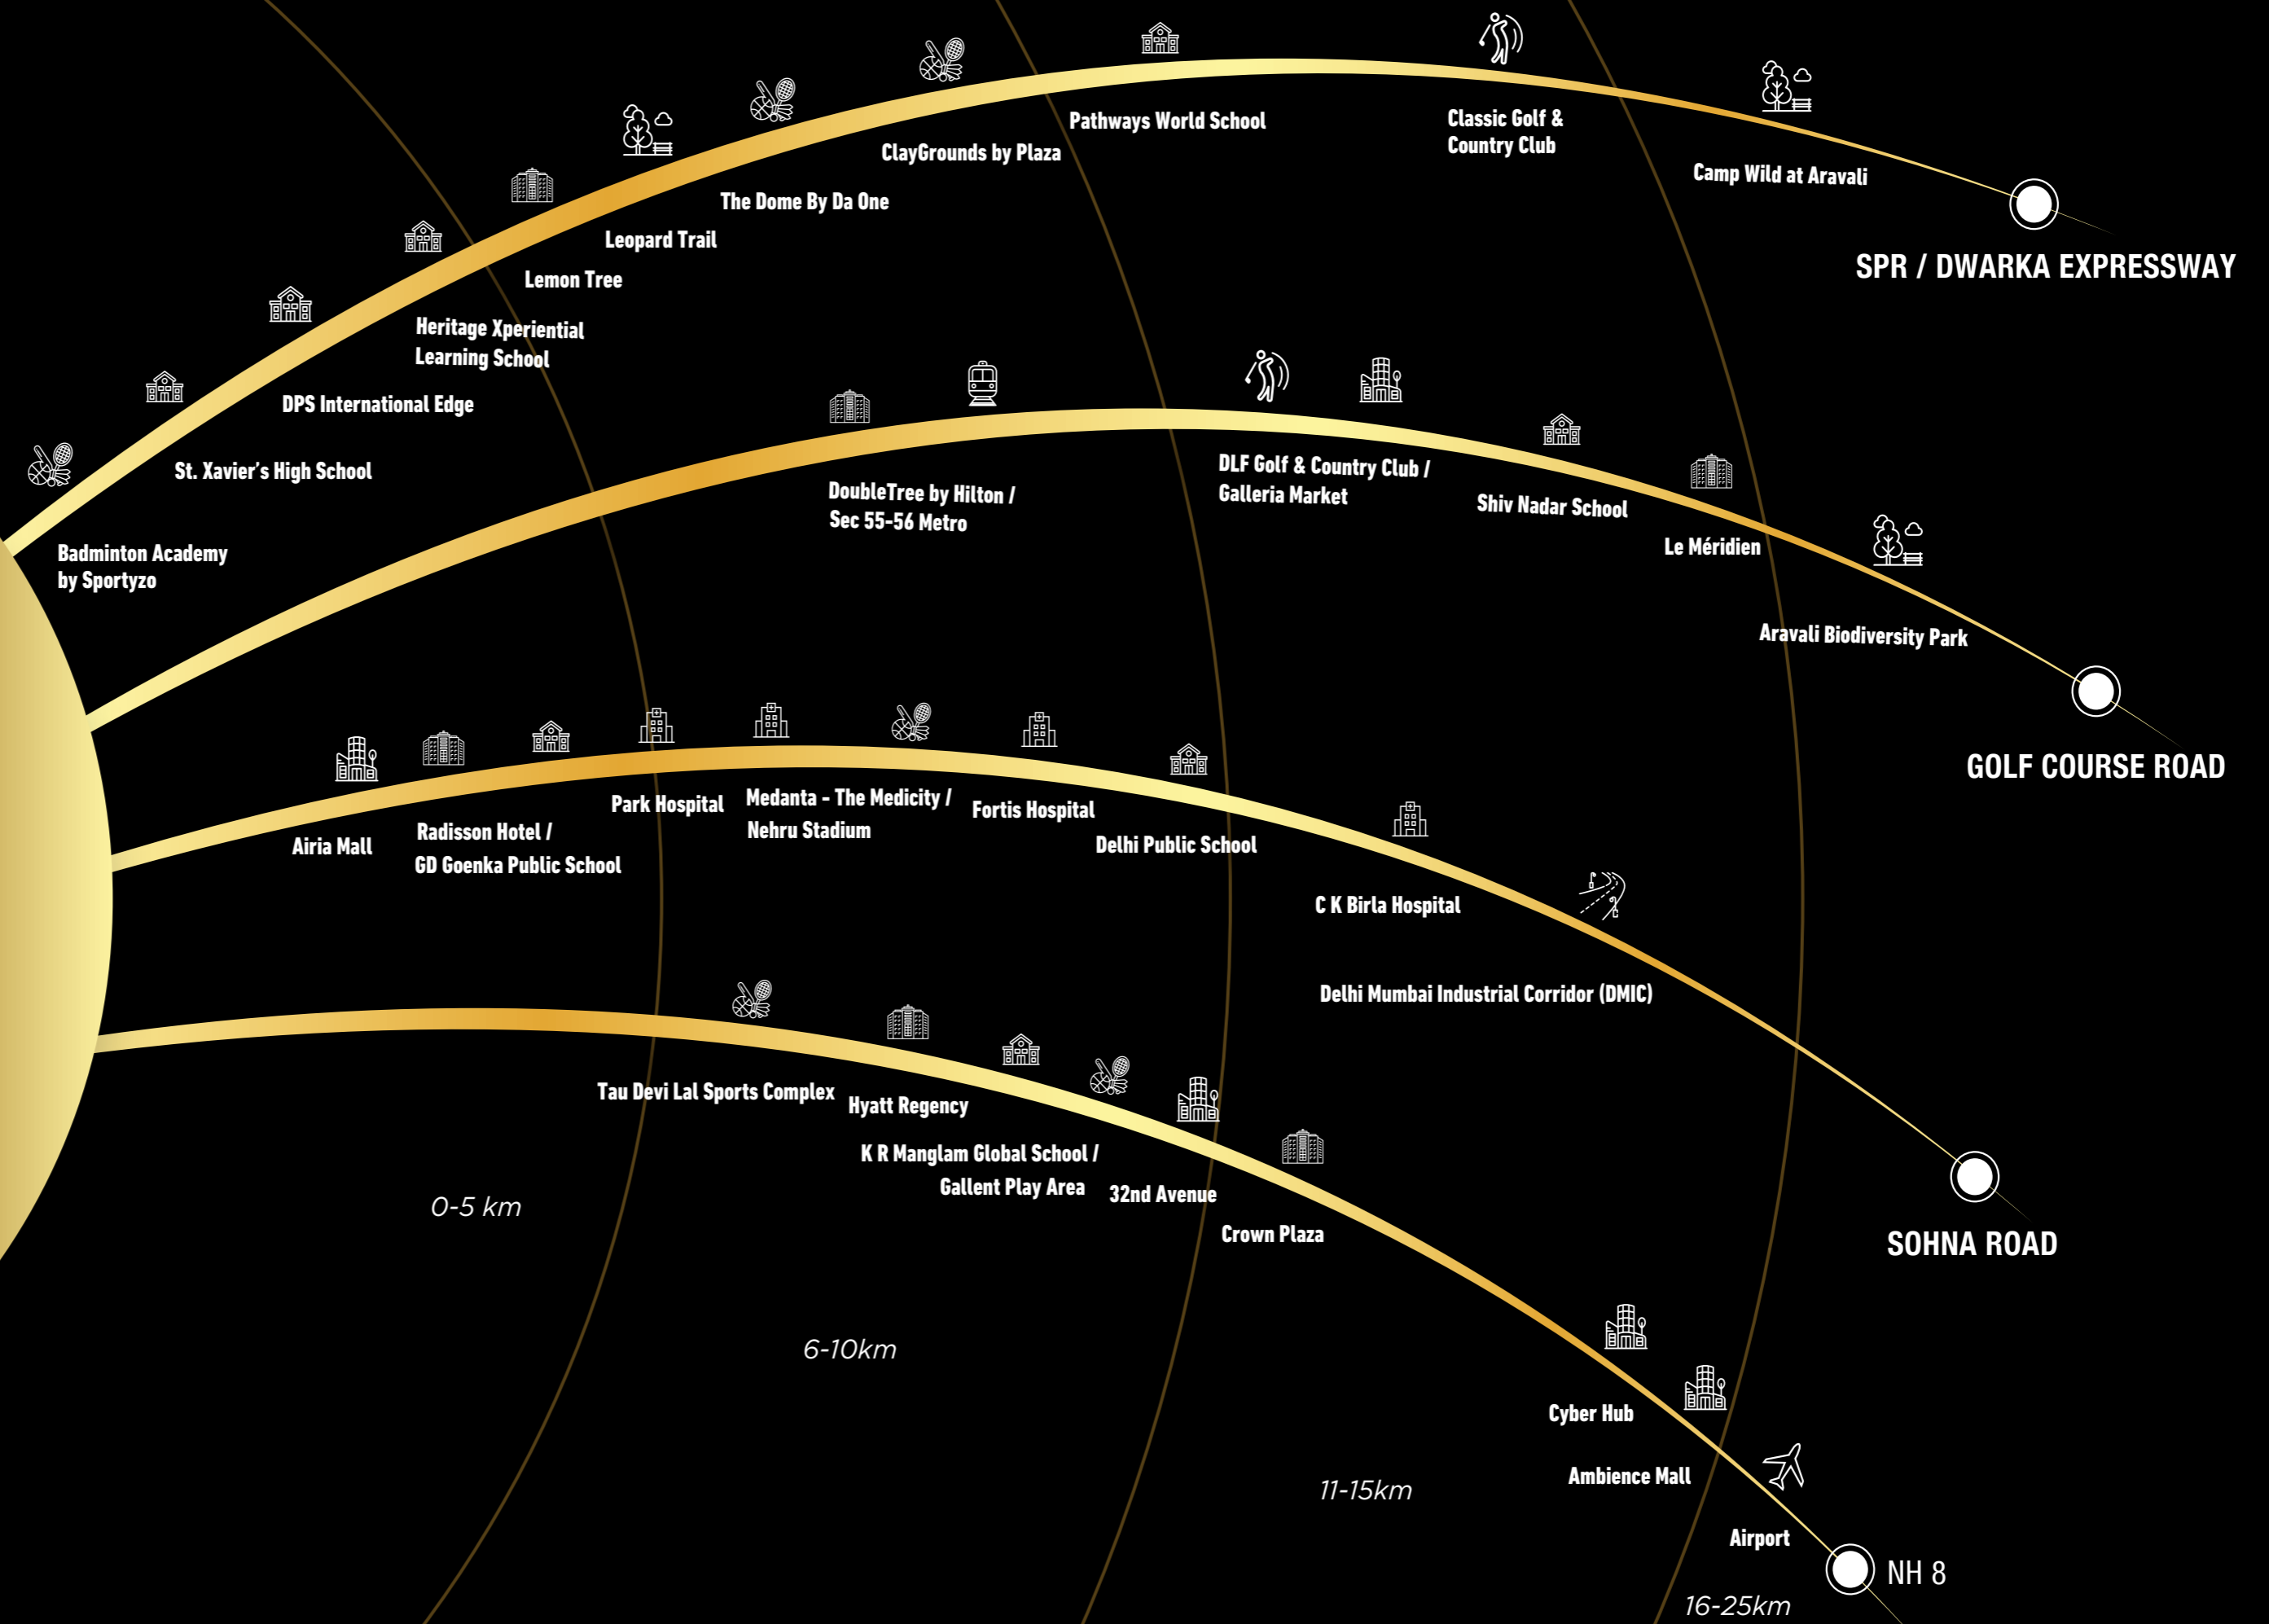 Pathways World School
Classic Golf &
Country Club
ClayGrounds by Plaza
Camp Wild at Aravali
The Dome By Da One
Leopard Trail
Lemon Tree
SPR / DWARKA EXPRESSWAY
Heritage Xperiential
Learning School
DPS International Edge
St. Xavier's High School
Badminton Academy
by Sportyzo
DoubleTree by Hilton /
Sec 55-56 Metro
DLF Golf & Country Club /
Galleria Market
Shiv Nadar School
Le Méridien
Aravali Biodiversity Park
GOLF COURSE ROAD
Airia Mall
Radisson Hotel /
GD Goenka Public School
Park Hospital
Medanta - The Medicity /
Nehru Stadium
Fortis Hospital
Delhi Public School
C K Birla Hospital
Delhi Mumbai Industrial Corridor (DMIC)
SOHNA ROAD
Tau Devi Lal Sports Complex
Hyatt Regency
K R Manglam Global School /
Gallent Play Area
32nd Avenue
Crown Plaza
Cyber Hub
Ambience Mall
Airport
NH 8
0-5 km
6-10km
11-15km
16-25km